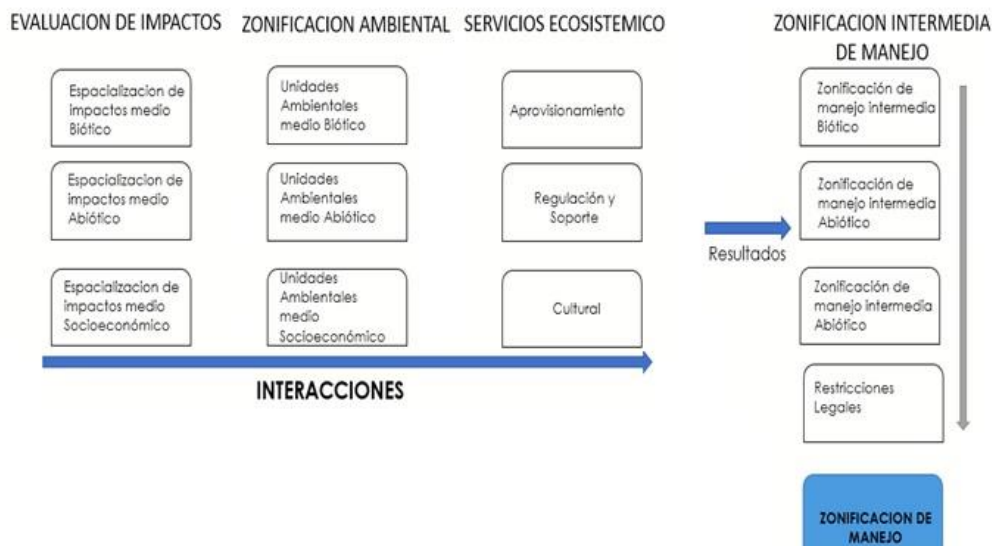 EVALUACION DE IMPACTOS
ZONIFICACION AMBIENTAL
SERVICIOS ECOSISTEMICO
ZONIFICACION INTERMEDIA
DE MANEJO
Espacializacion de
impactos medio
Biótico
Unidades
Ambientales
medio Biótico
Aprovisionamiento
Zonificación de
manejo intermedia
Biótico
Espacializacion de
impactos medio
Abiótico
Unidades
Ambientales
medio Abiótico
Regulación y
Soporte
Resultados
Zonificación de
manejo intermedia
Abiótico
Espacializacion de
impactos medio
Socioeconómico
Unidades
Ambientales
medio
Socioeconómico
Cultural
Zonificación de
manejo intermedia
Abiótico
INTERACCIONES
Restricciones
Legales
ZONIFICACION DE
MANEJO